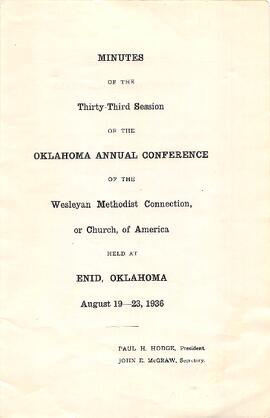 MINUTES
OF THE
Thirty-Third Session
OF THE
OKLAHOMA ANNUAL CONFERENCE
OF THE
Wesleyan Methodist Connection,
or Church, of America
HELD AT
ENID, OKLAHOMA
August 19—23, 1936
PAUL H. HODGE, President
JOHN E. McGRAW, Secretary.